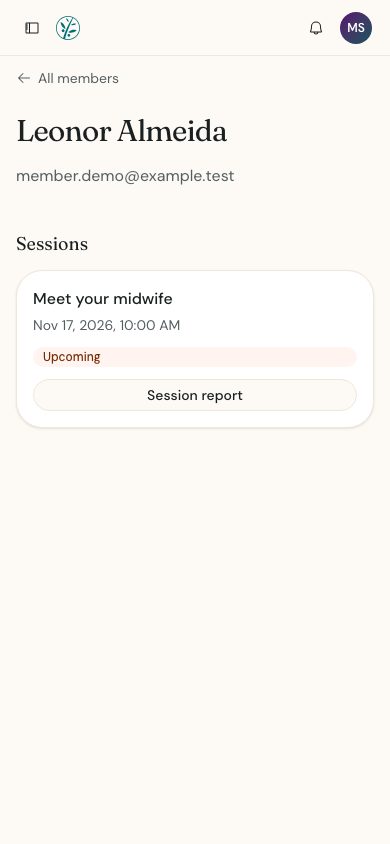 MS
All members
Leonor Almeida
member.demo@example.test
Sessions
Meet your midwife
Nov 17, 2026, 10:00 AM
Upcoming
Session report